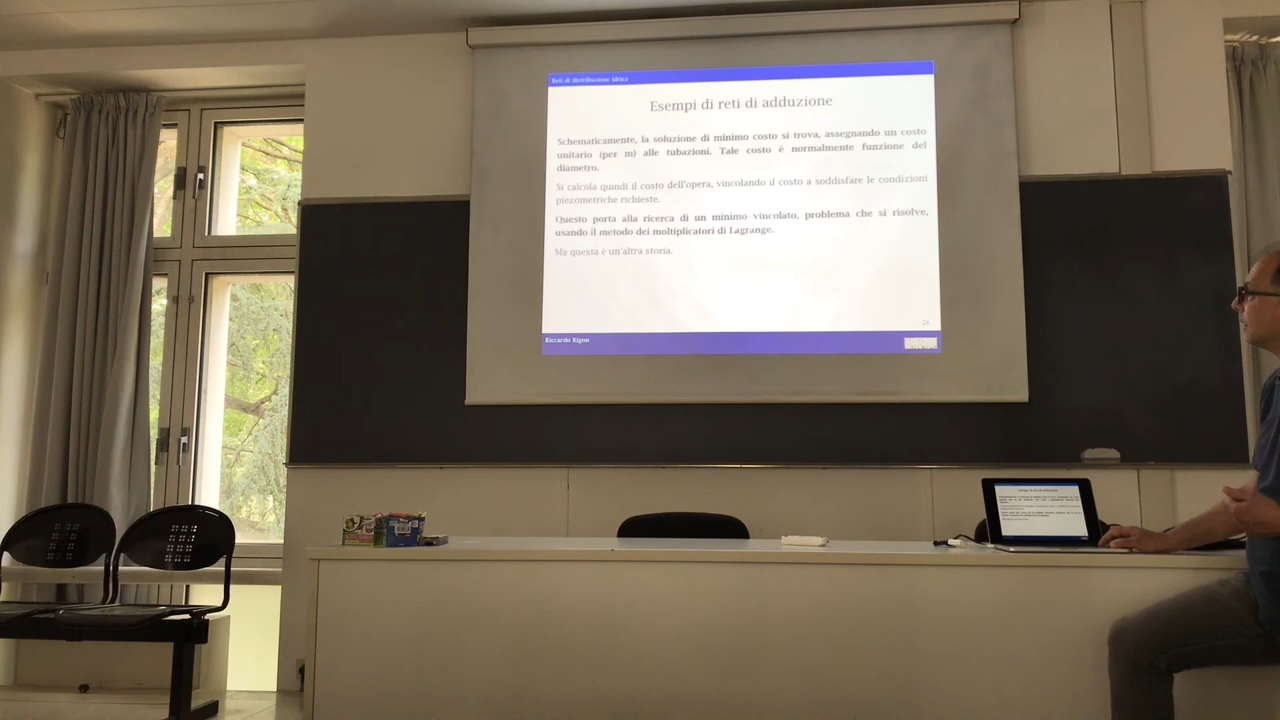 Reti di distribuzione idrica
Esempi di reti di adduzione
Schematicamente, la soluzione di minimo costo si trova, assegnando un costo
unitario (per m) alle tubazioni. Tale costo è normalmente funzione del
diametro.
Si calcola quindi il costo dell'opera, vincolando il costo a soddisfare le condizioni
piezometriche richieste.
Questo porta alla ricerca di un minimo vincolato, problema che si risolve,
usando il metodo dei moltiplicatori di Lagrange.
Ma questa è un'altra storia.
24
Riccardo Rigon